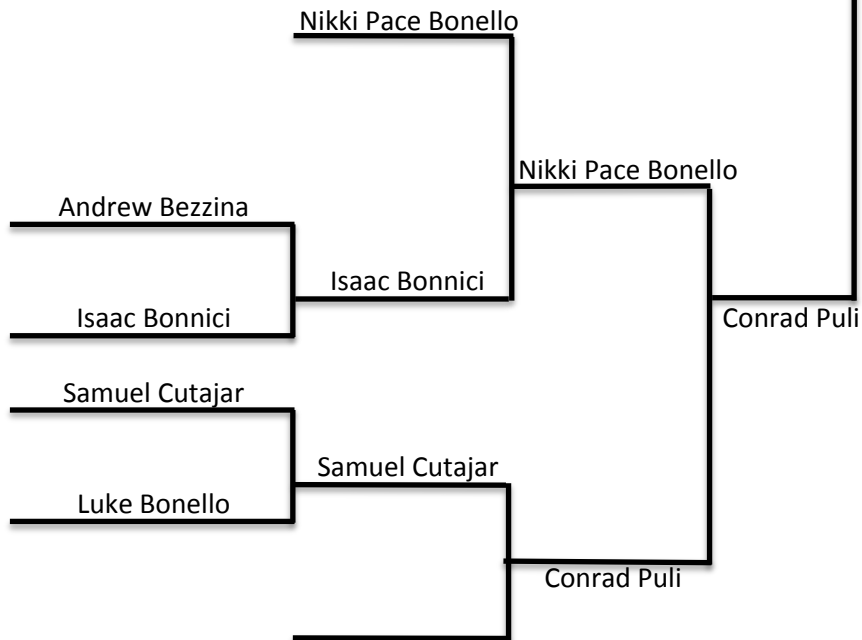 Nikki Pace Bonello
Nikki Pace Bonello
Andrew Bezzina
Isaac Bonnici
Isaac Bonnici
Conrad Puli
Samuel Cutajar
Samuel Cutajar
Luke Bonello
Conrad Puli